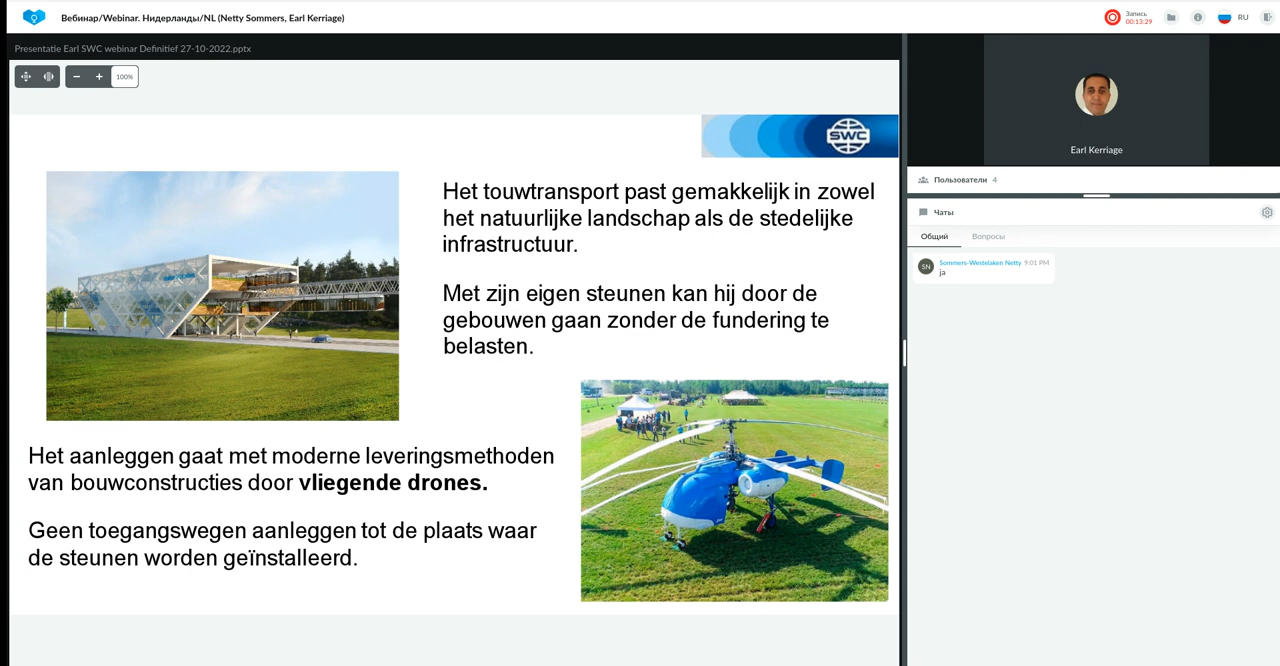 Вебинар/Webinar. Нидерланды/NL (Netty Sommers, Earl Kerriage)
Запись
00:13:29
RU
Presentatie Earl SWC webinar Definitief 27-10-2022.pptx
100%
SWC
Het touwtransport past gemakkelijk in zowel
het natuurlijke landschap als de stedelijke
infrastructuur.
Met zijn eigen steunen kan hij door de
gebouwen gaan zonder de fundering te
belasten.
Het aanleggen gaat met moderne leveringsmethoden
van bouwconstructies door vliegende drones.
Geen toegangswegen aanleggen tot de plaats waar
de steunen worden geïnstalleerd.
Earl Kerriage
Пользователи 4
Чаты
Общий Вопросы
SN Sommers-Westelaken Netty 9:01 PM
ja